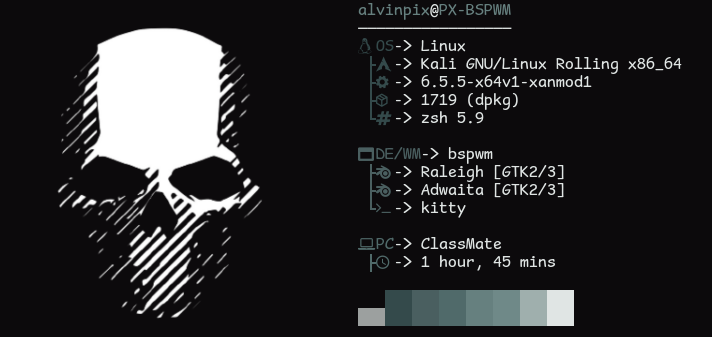 alvinpix@PX-BSPWM
OS-> Linux
-> Kali GNU/Linux Rolling x86_64
-> 6.5.5-x64v1-xanmod1
-> 1719 (dpkg)
-> zsh 5.9
DE/WM-> bspwm
-> Raleigh [GTK2/3]
-> Adwaita [GTK2/3]
-> kitty
PC-> ClassMate
-> 1 hour, 45 mins